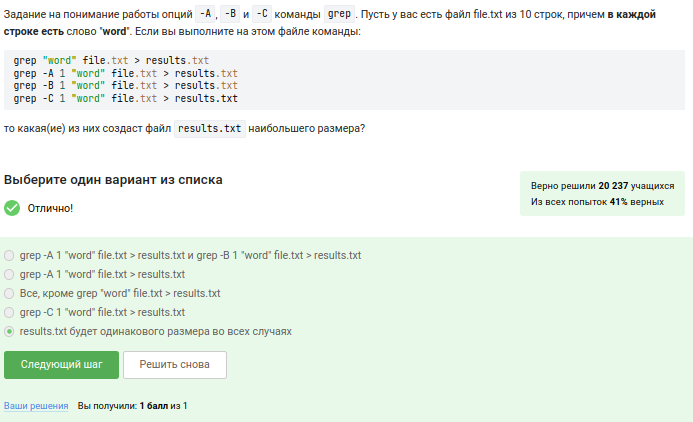 Задание на понимание работы опций -A, -B и -C команды grep. Пусть у вас есть файл file.txt из 10 строк, причем в каждой
строке есть слово "word". Если вы выполните на этом файле команды:
grep "word" file.txt > results.txt
grep -A 1 "word" file.txt > results.txt
grep -B 1 "word" file.txt > results.txt
grep -C 1 "word" file.txt > results.txt
то какая(ие) из них создаст файл results.txt наибольшего размера?
Выберите один вариант из списка
Верно решили 20 237 учащихся
Из всех попыток 41% верных
Отлично!
grep -A 1 "word" file.txt > results.txt и grep -B 1 "word" file.txt > results.txt
grep -A 1 "word" file.txt > results.txt
Все, кроме grep "word" file.txt > results.txt
grep -C 1 "word" file.txt > results.txt
results.txt будет одинакового размера во всех случаях
Следующий шаг
Решить снова
Ваши решения Вы получили: 1 балл из 1